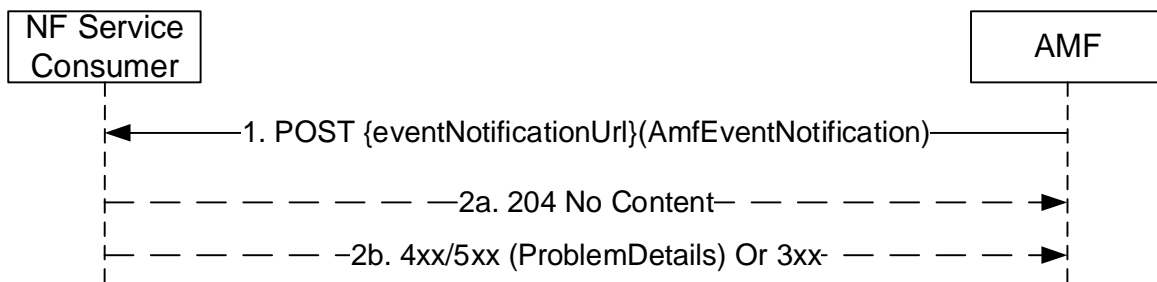 NF Service
Consumer
AMF
1. POST {eventNotificationUrl}(AmfEventNotification)
2a. 204 No Content
2b. 4xx/5xx (ProblemDetails) Or 3xx